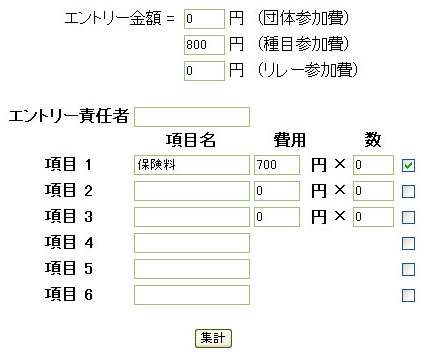 エントリー金額 = 0 円 (団体参加費)
800 円 (種目参加費)
0 円 (リレー参加費)
エントリー責任者
項目名 費用 数
項目 1 保険料 700 円 × 0
項目 2 0 円 × 0
項目 3 0 円 × 0
項目 4
項目 5
項目 6
集計